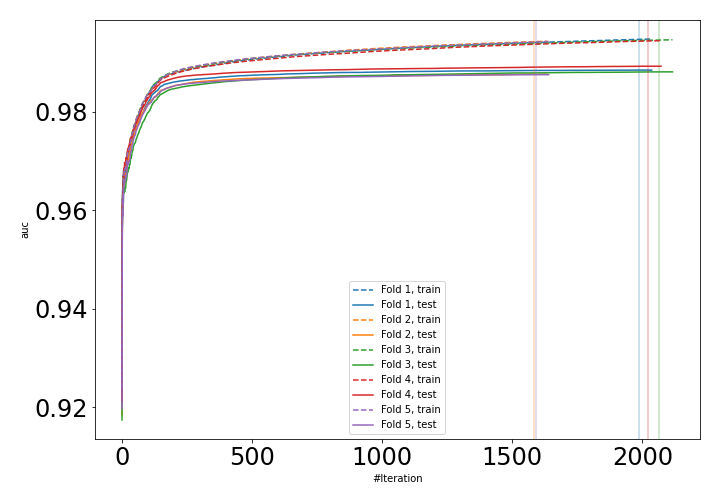 0.98
0.96
0.94
0.92
auc
Fold 1, train
Fold 1, test
Fold 2, train
Fold 2, test
Fold 3, train
Fold 3, test
Fold 4, train
Fold 4, test
Fold 5, train
Fold 5, test
0 500 1000 1500 2000
#Iteration